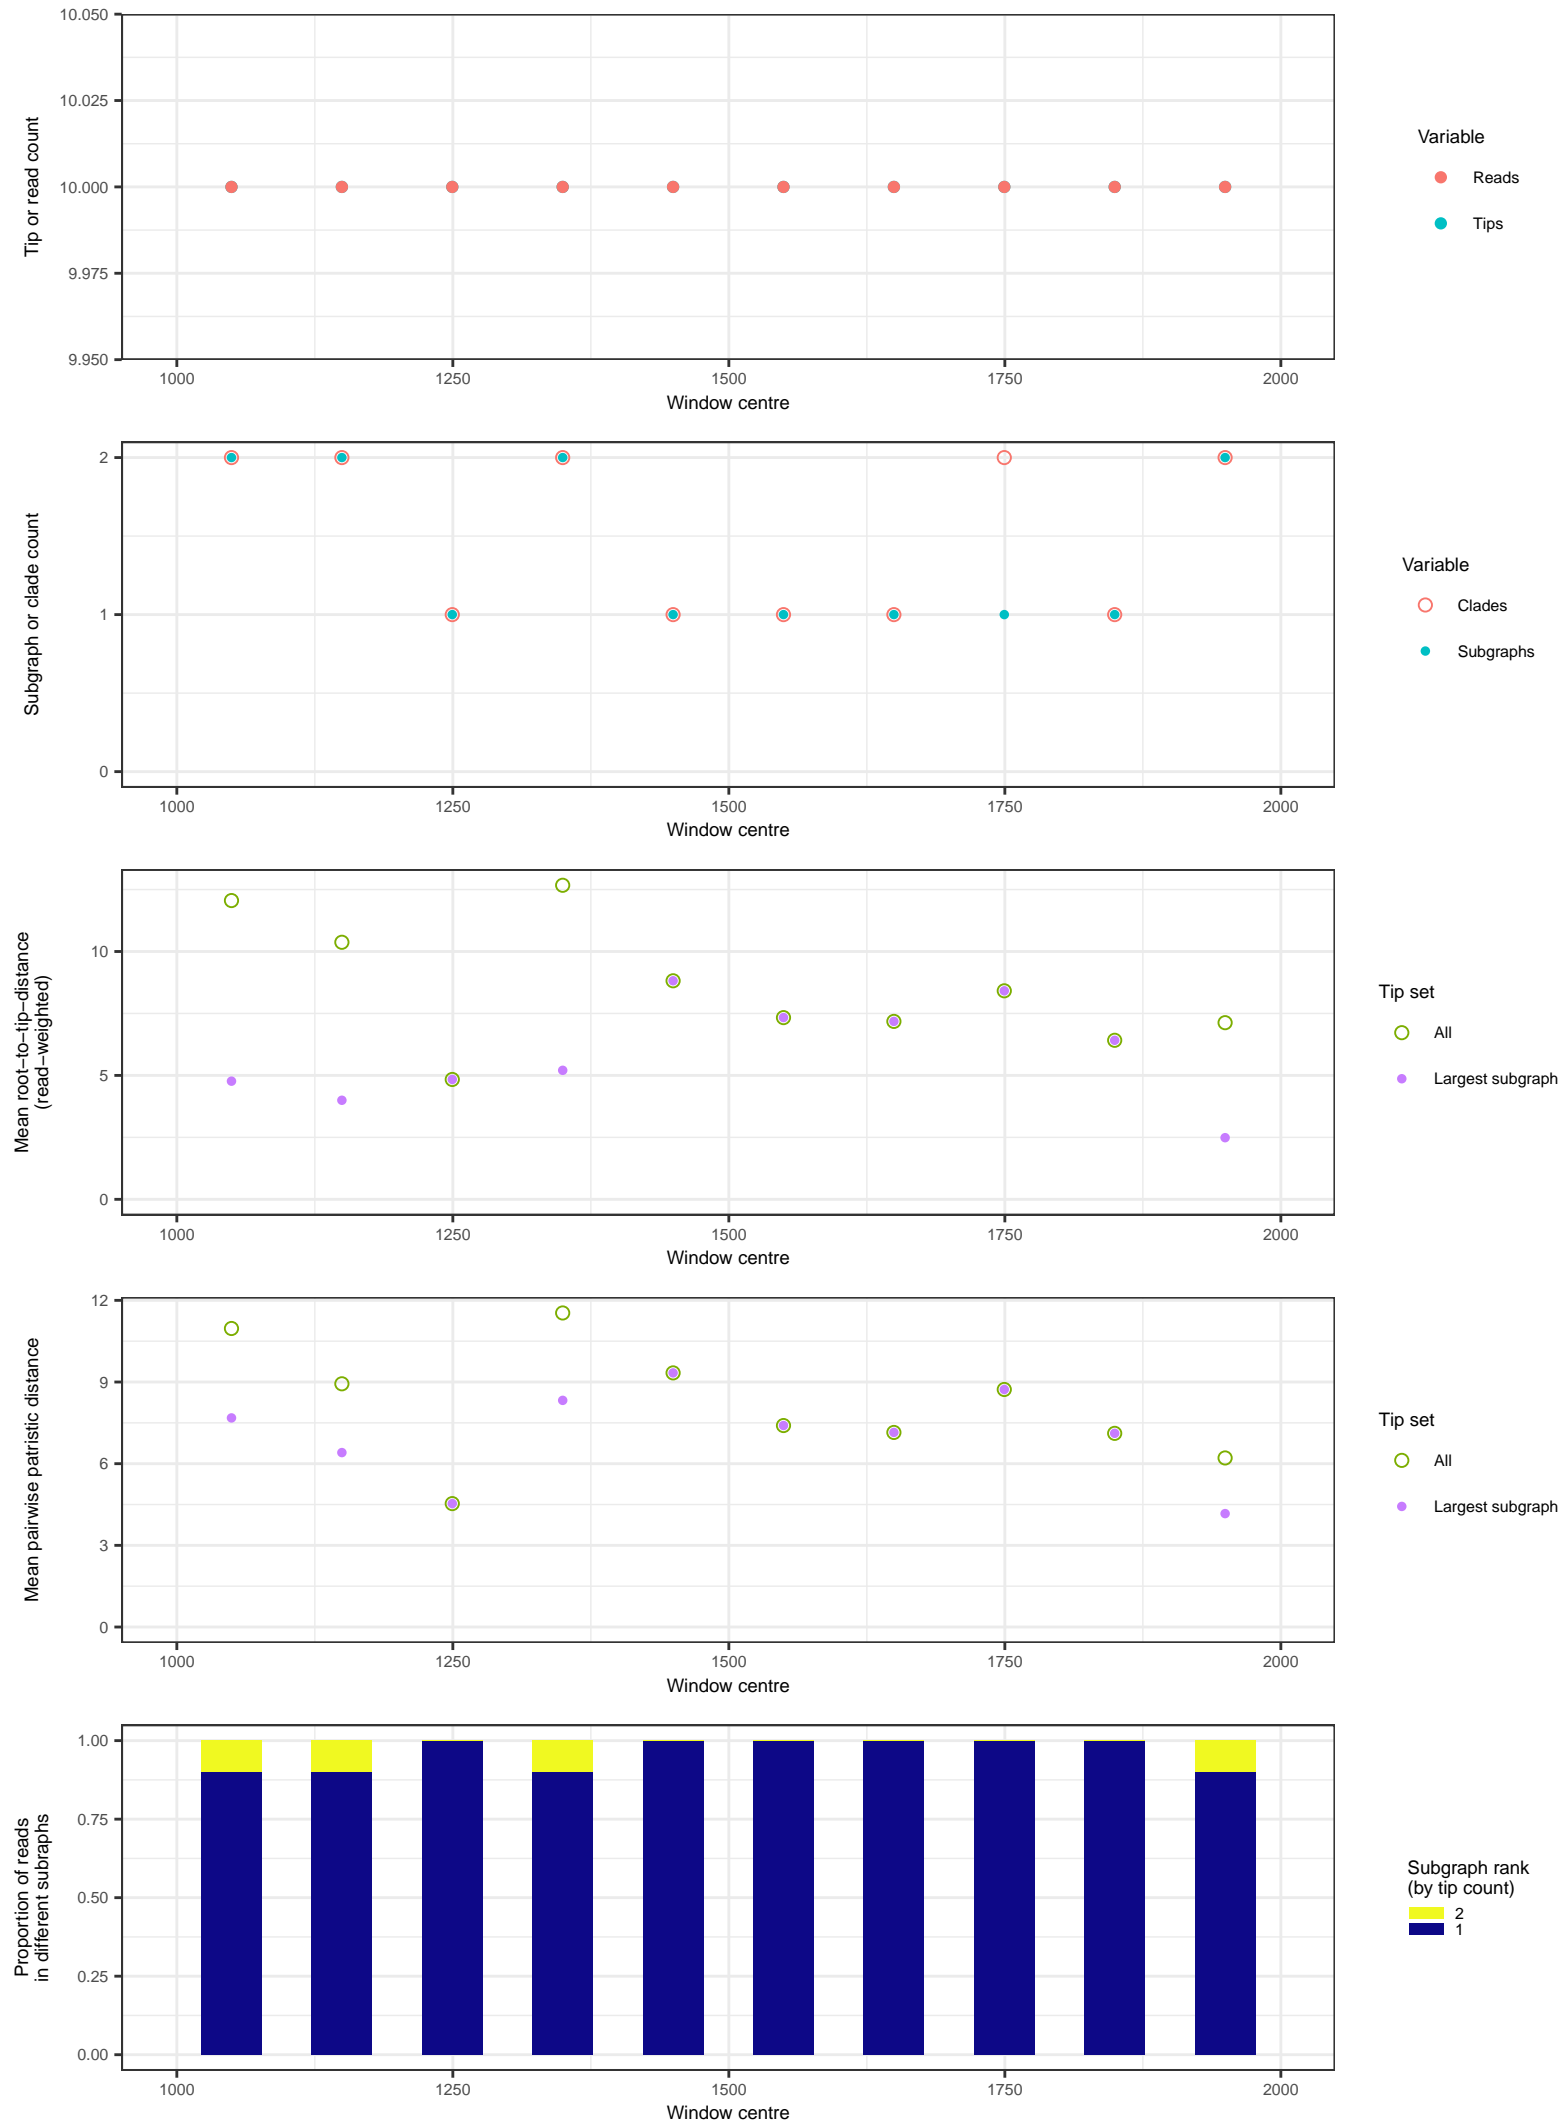 10.050
10.025
10.000
9.975
9.950
Tip or read count
1000 1250 1500 1750 2000
Window centre
Variable
Reads
Tips
2
1
0
Subgraph or clade count
1000 1250 1500 1750 2000
Window centre
Variable
Clades
Subgraphs
10
5
0
Mean root−to−tip−distance
(read−weighted)
1000 1250 1500 1750 2000
Window centre
Tip set
All
Largest subgraph
12
9
6
3
0
Mean pairwise patristic distance
1000 1250 1500 1750 2000
Window centre
Tip set
All
Largest subgraph
1.00
0.75
0.50
0.25
0.00
Proportion of reads
in different subraphs
1000 1250 1500 1750 2000
Window centre
Subgraph rank
(by tip count)
2
1